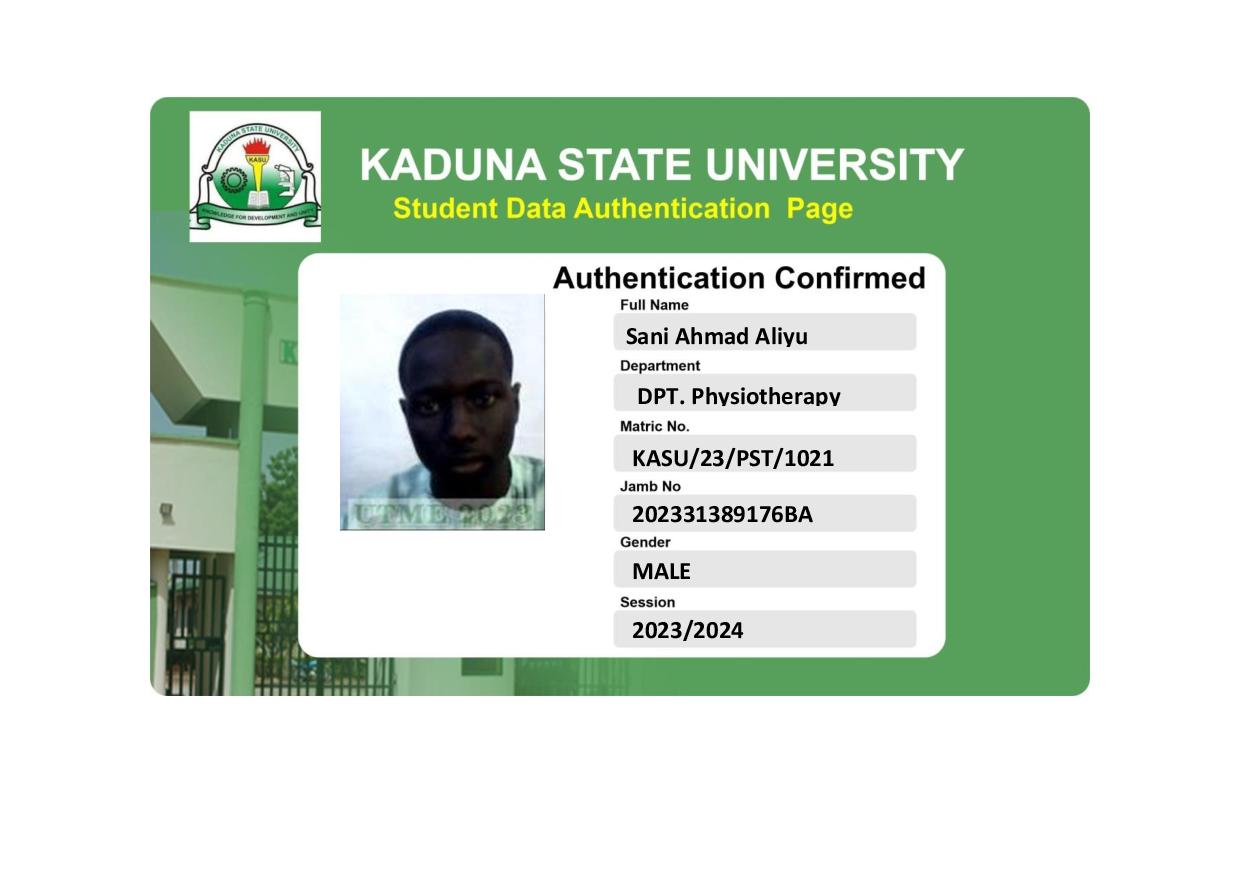 KADUNA STATE UNIVERSITY
KASU
KNOWLEDGE FOR DEVELOPMENT AND UNITY
KADUNA STATE UNIVERSITY
Student Data Authentication Page
Authentication Confirmed
Full Name
Sani Ahmad Aliyu
Department
DPT. Physiotherapy
Matric No.
KASU/23/PST/1021
Jamb No
202331389176BA
Gender
MALE
Session
2023/2024
UTME 2023
K